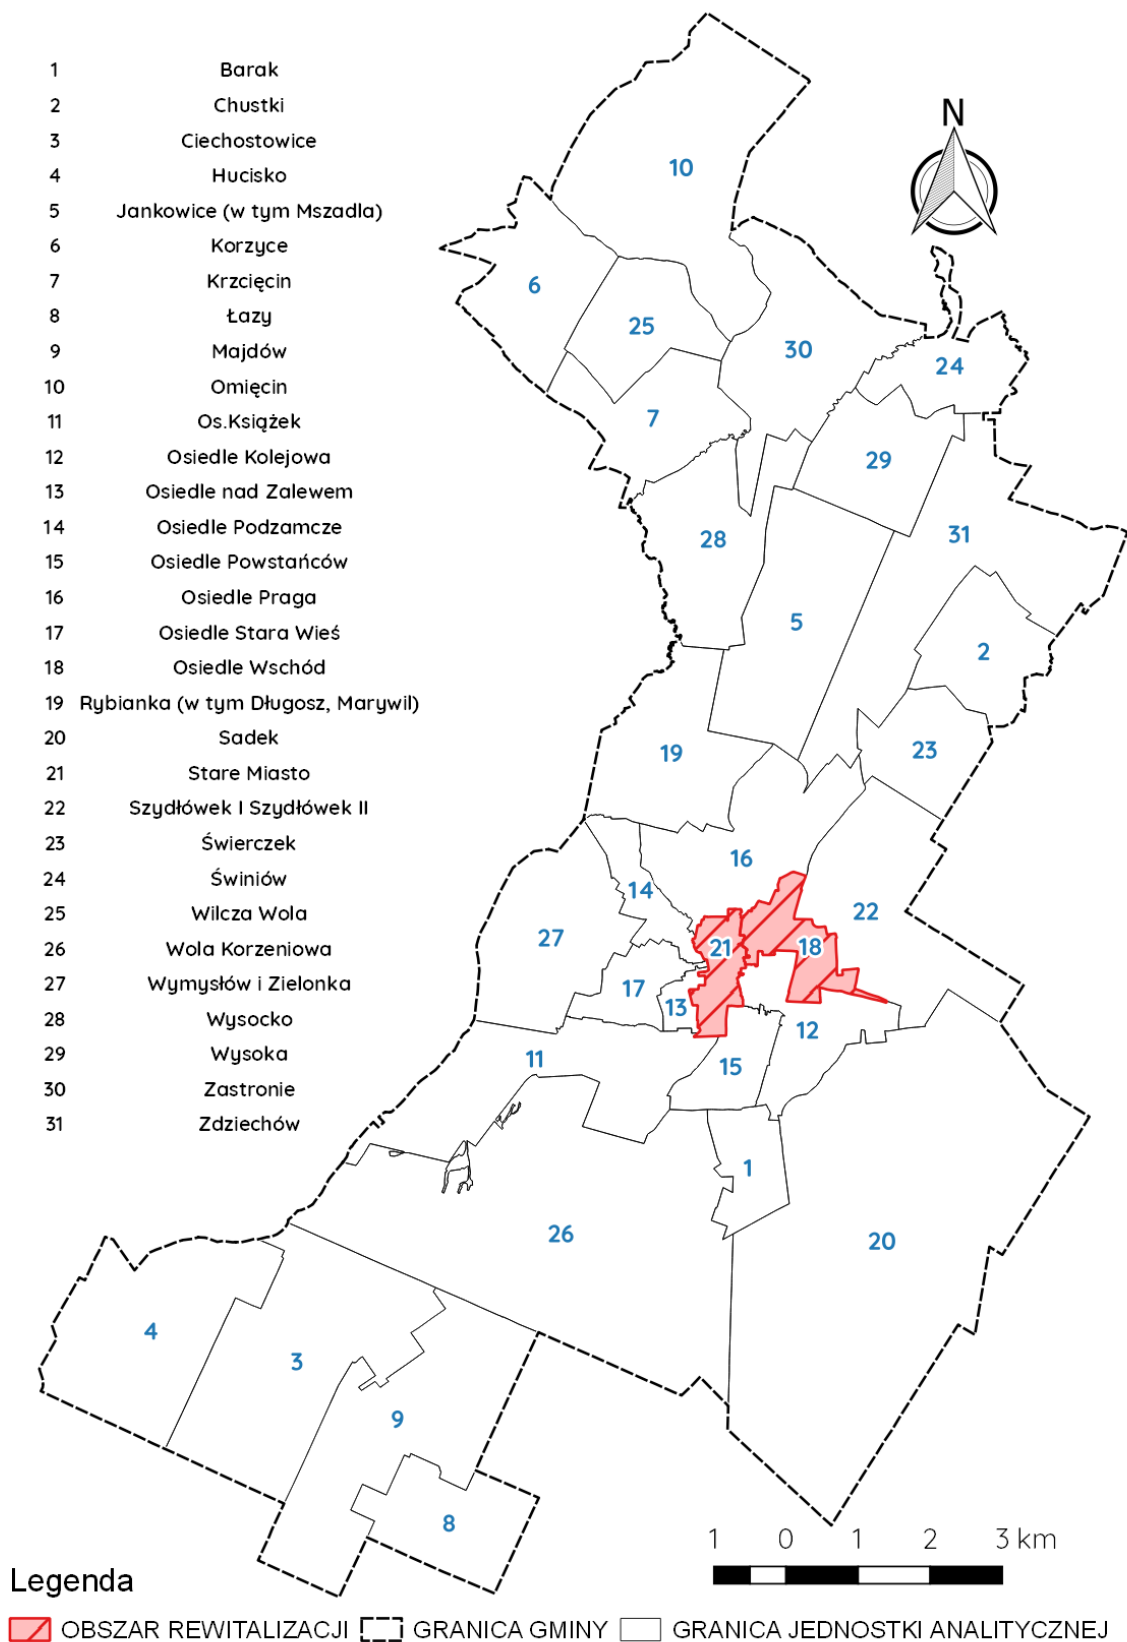 1 Barak
2 Chustki
3 Ciechostowice
4 Hucisko
5 Jankowice (w tym Mszadla)
6 Korzyce
7 Krzcięcin
8 Łazy
9 Majdów
10 Omięcin
11 Os.Książek
12 Osiedle Kolejowa
13 Osiedle nad Zalewem
14 Osiedle Podzamcze
15 Osiedle Powstańców
16 Osiedle Praga
17 Osiedle Stara Wieś
18 Osiedle Wschód
19 Rybianka (w tym Długosz, Marywil)
20 Sadek
21 Stare Miasto
22 Szydłówek I Szydłówek II
23 Świerczek
24 Świniów
25 Wilcza Wola
26 Wola Korzeniowa
27 Wymysłów i Zielonka
28 Wysocko
29 Wysoka
30 Zastronie
31 Zdziechów
N
10
6
25
30
24
7
29
28
31
5
2
19
23
16
14
22
27
21
18
17
13
12
11
15
1
26
20
4
3
9
8
1 0 1 2 3 km
Legenda
OBSZAR REWITALIZACJI GRANICA GMINY GRANICA JEDNOSTKI ANALITYCZNEJ